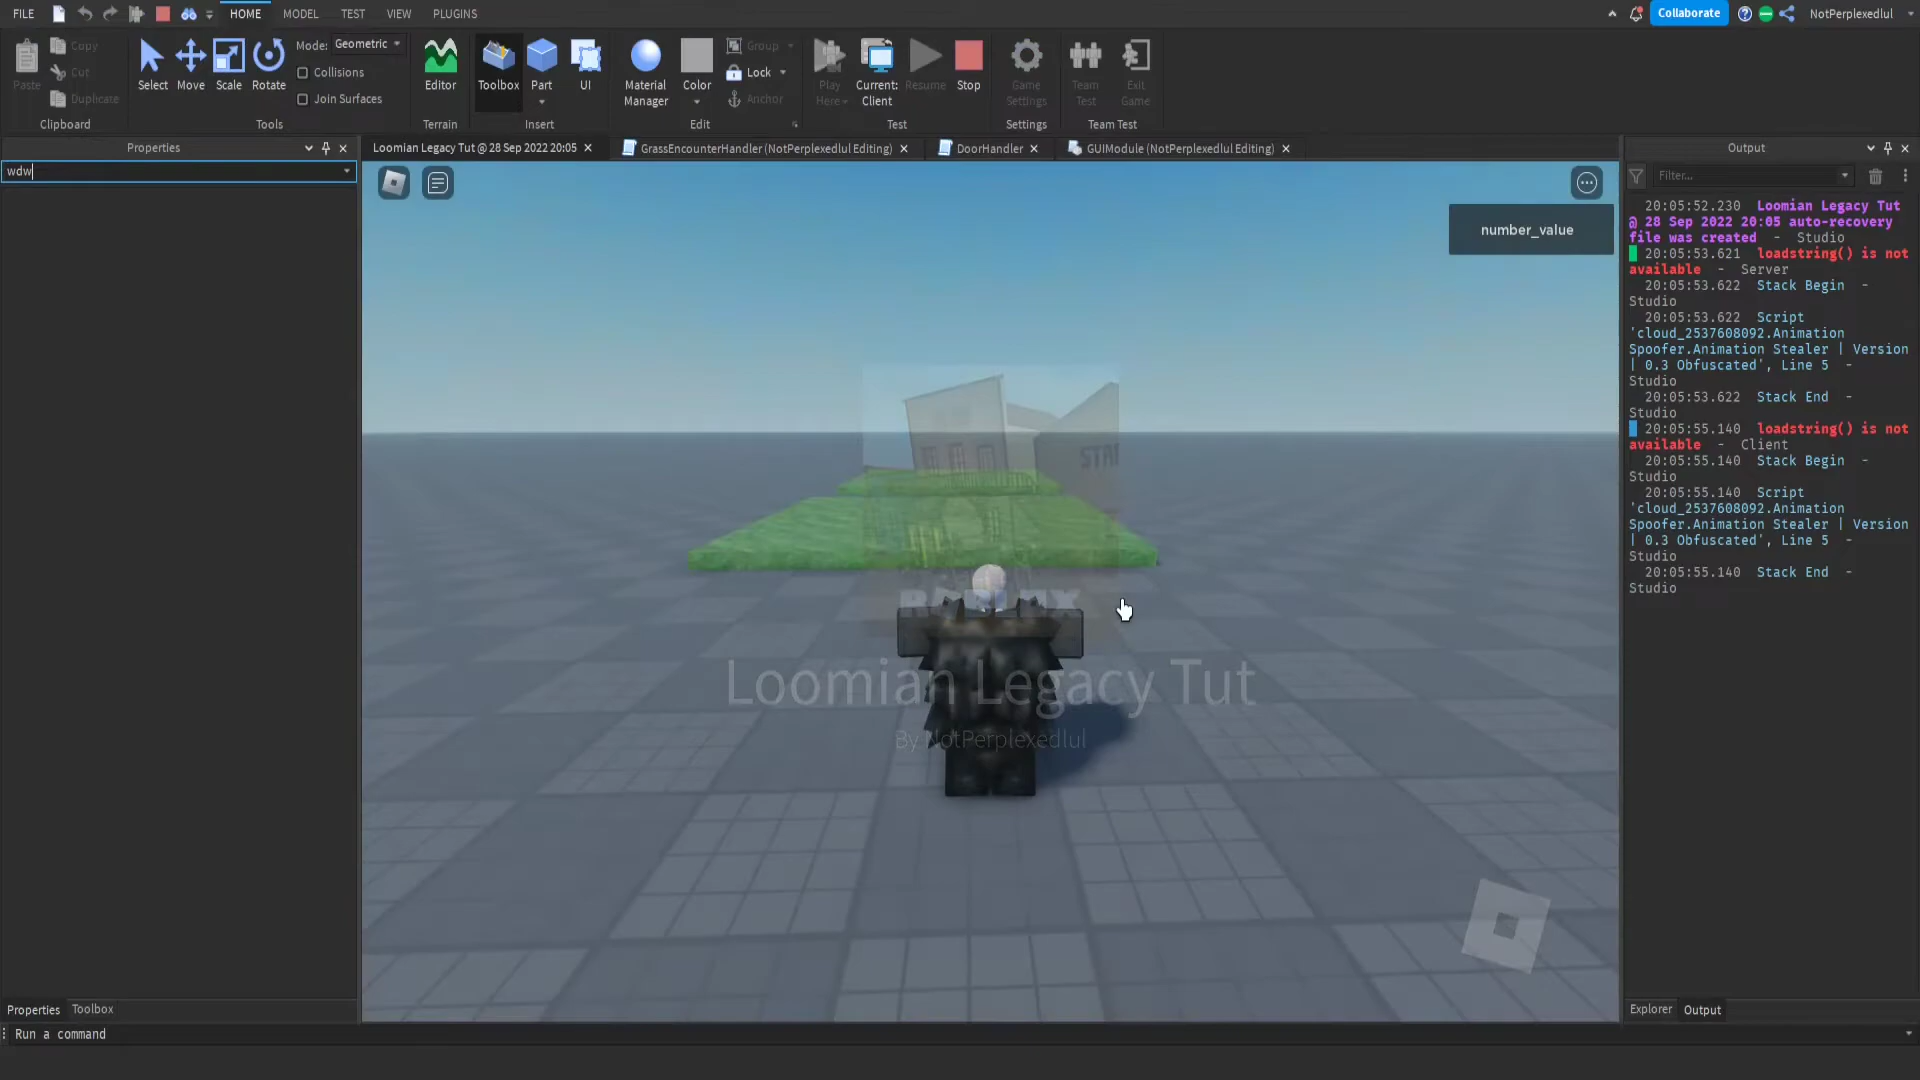 FILE
HOME
MODEL
TEST
VIEW
PLUGINS
Collaborate
NotPerplexedlul
Paste
Copy
Cut
Duplicate
Clipboard
Select
Move
Scale
Rotate
Mode: Geometric
Collisions
Join Surfaces
Tools
Editor
Terrain
Toolbox
Part
UI
Insert
Material
Manager
Color
Group
Lock
Anchor
Edit
Play
Here
Current:
Client
Resume
Stop
Test
Game
Settings
Settings
Team
Test
Exit
Game
Team Test
Properties
wdw
Properties
Toolbox
Run a command
Loomian Legacy Tut @ 28 Sep 2022 20:05
GrassEncounterHandler (NotPerplexedlul Editing)
DoorHandler
GUIModule (NotPerplexedlul Editing)
number_value
STAR
ROBLOX
Loomian Legacy Tut
By NotPerplexedlul
Output
Filter...
20:05:52.230 Loomian Legacy Tut
@ 28 Sep 2022 20:05 auto-recovery
file was created - Studio
20:05:53.621 loadstring() is not
available - Server
20:05:53.622 Stack Begin -
Studio
20:05:53.622 Script
'cloud_2537608092.Animation
Spoofer.Animation Stealer | Version
| 0.3 Obfuscated', Line 5 -
Studio
20:05:53.622 Stack End -
Studio
20:05:55.140 loadstring() is not
available - Client
20:05:55.140 Stack Begin -
Studio
20:05:55.140 Script
'cloud_2537608092.Animation
Spoofer.Animation Stealer | Version
| 0.3 Obfuscated', Line 5 -
Studio
20:05:55.140 Stack End -
Studio
Explorer
Output